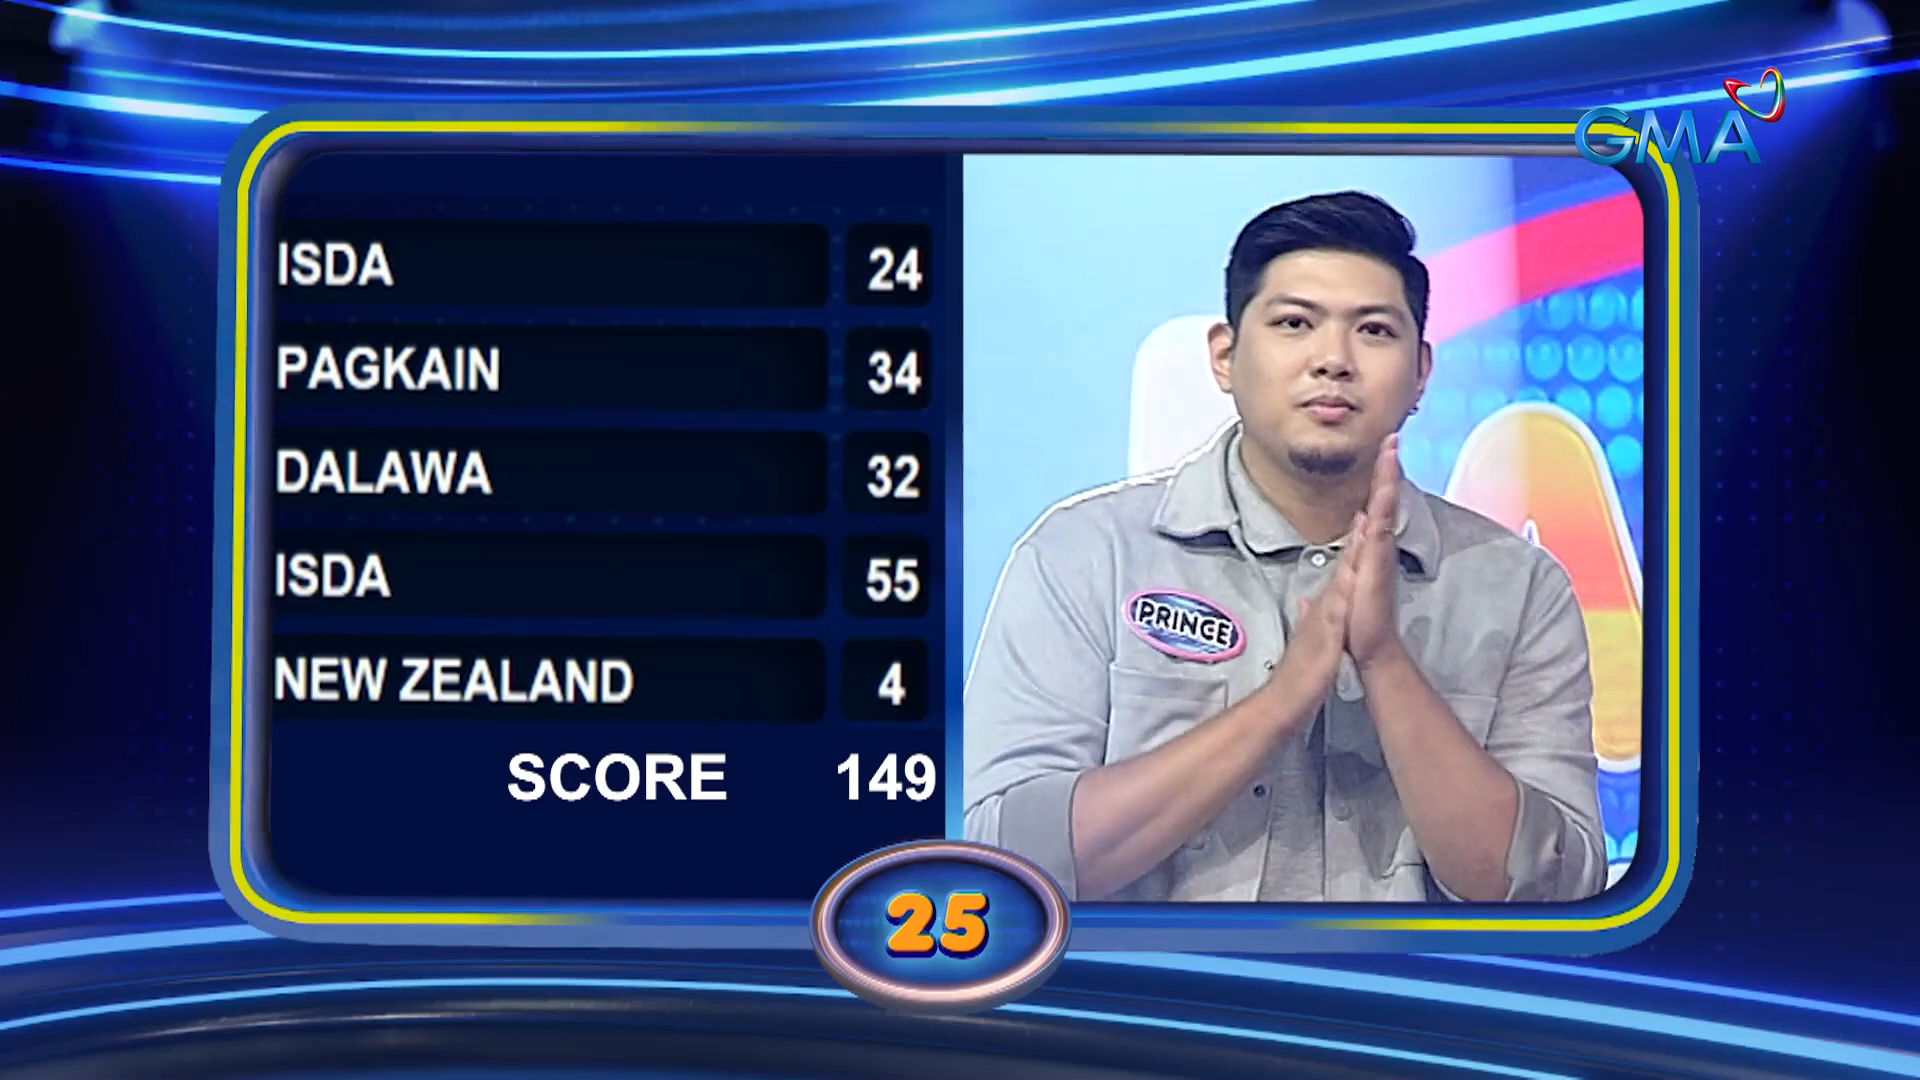 GMA
ISDA 24
PAGKAIN 34
DALAWA 32
ISDA 55
NEW ZEALAND 4
SCORE 149
PRINCE
25